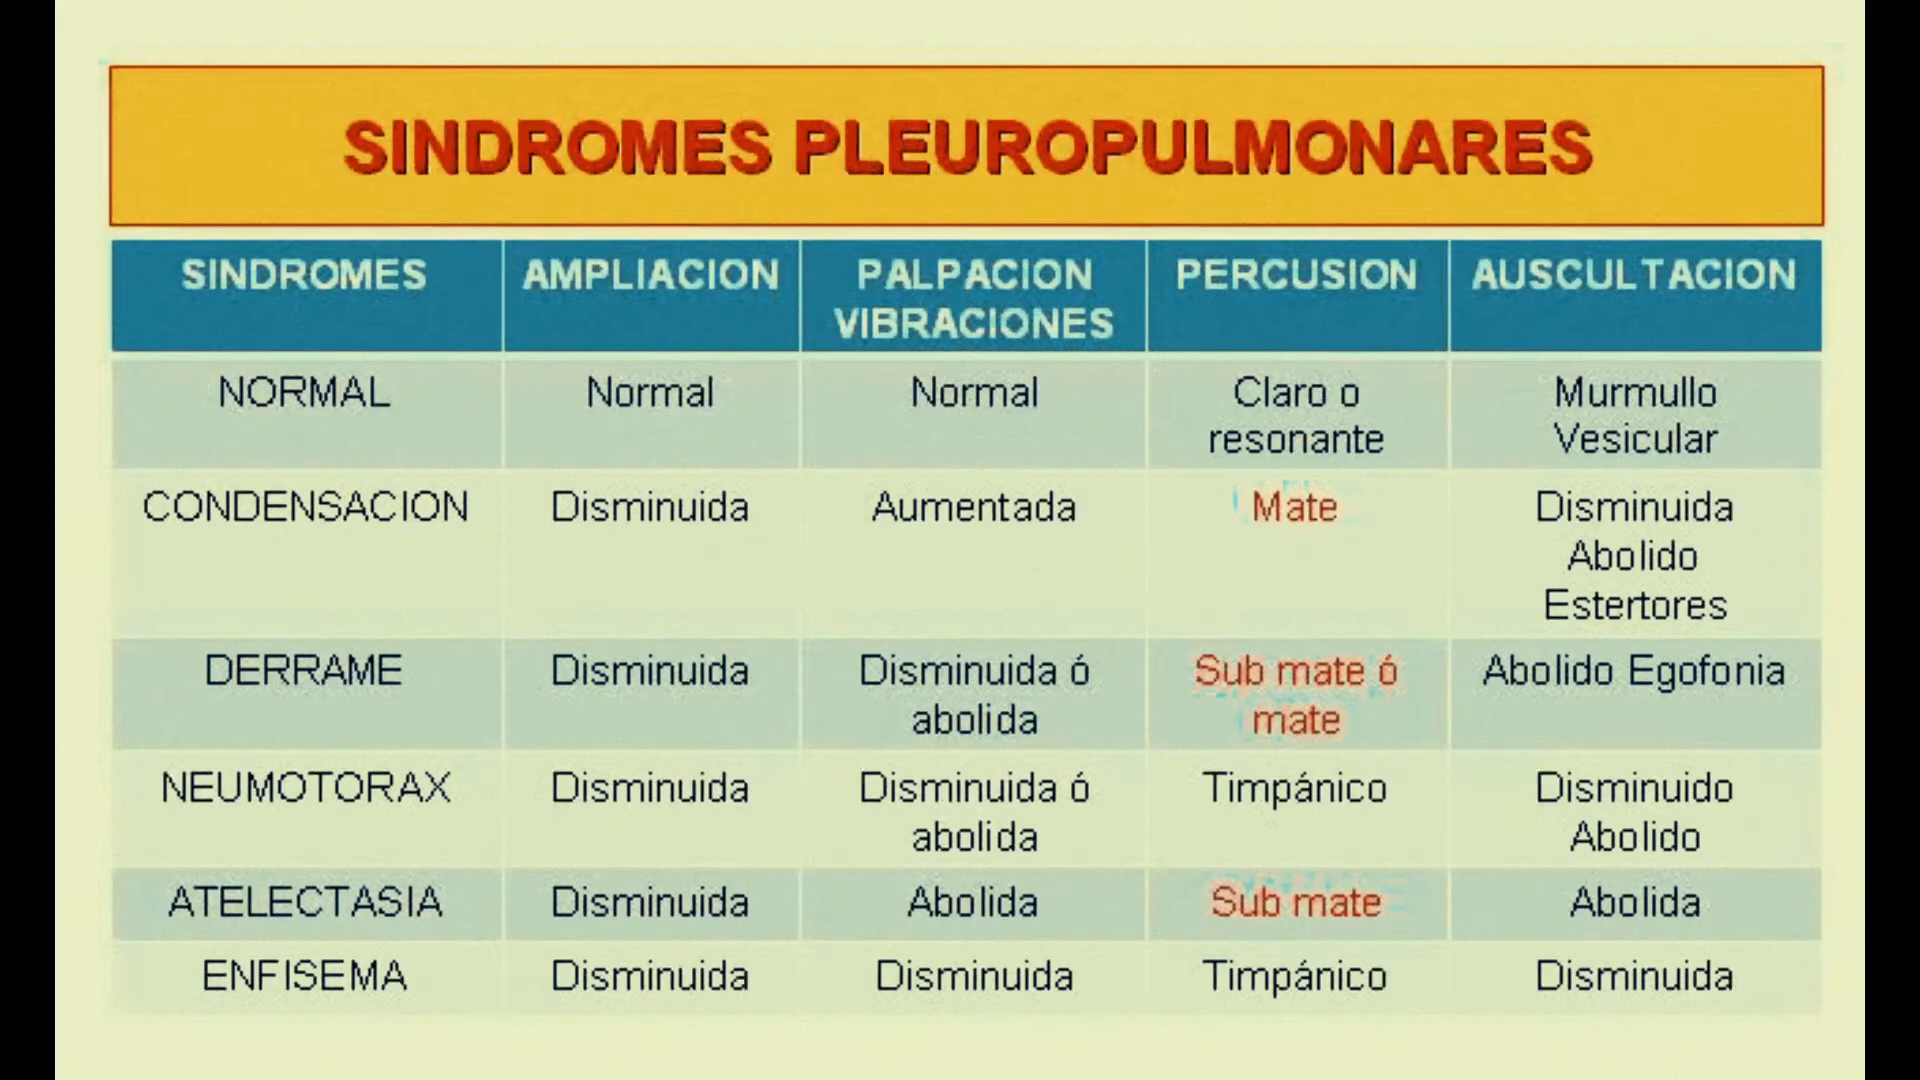 SINDROMES PLEUROPULMONARES
SINDROMES AMPLIACION PALPACION VIBRACIONES PERCUSION AUSCULTACION
NORMAL Normal Normal Claro o resonante Murmullo Vesicular
CONDENSACION Disminuida Aumentada Mate Disminuida Abolido Estertores
DERRAME Disminuida Disminuida ó abolida Sub mate ó mate Abolido Egofonia
NEUMOTORAX Disminuida Disminuida ó abolida Timpánico Disminuido Abolido
ATELECTASIA Disminuida Abolida Sub mate Abolida
ENFISEMA Disminuida Disminuida Timpánico Disminuida